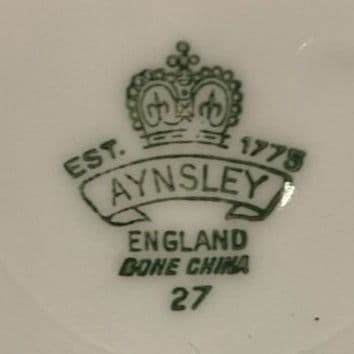 EST. 1775
AYNSLEY
ENGLAND
BONE CHINA
27